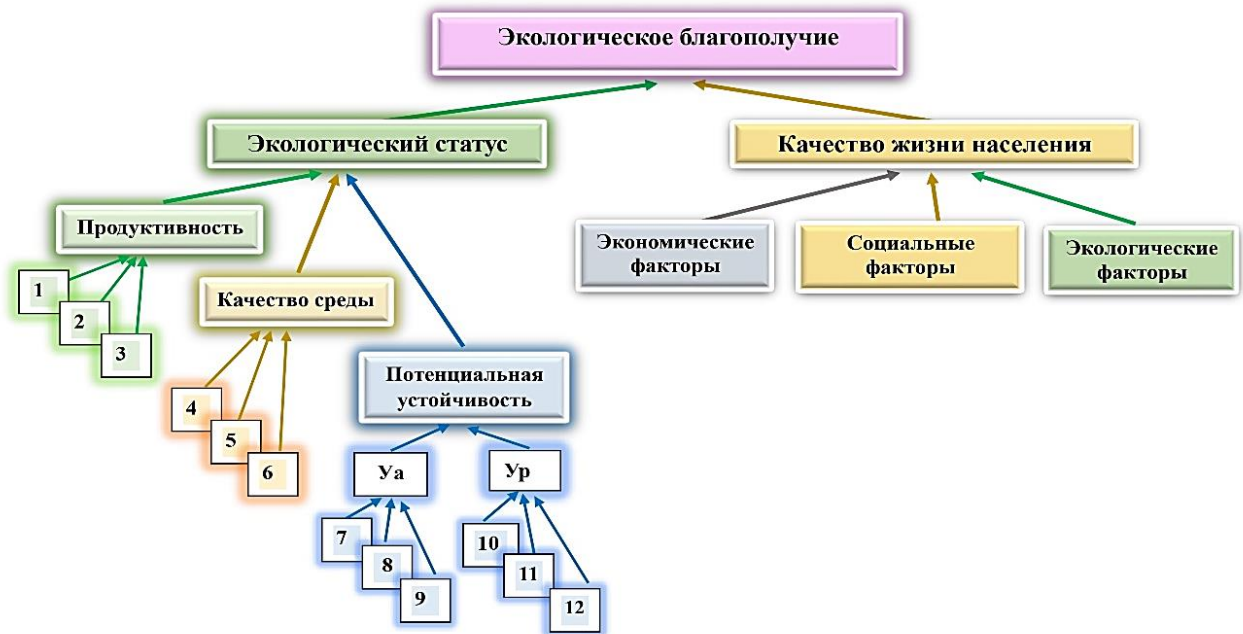 Экологическое благополучие
Экологический статус
Качество жизни населения
Продуктивность
Экономические
факторы
Социальные
факторы
Экологические
факторы
1
2
3
Качество среды
4
5
6
Потенциальная
устойчивость
Уа
Ур
7
8
9
10
11
12